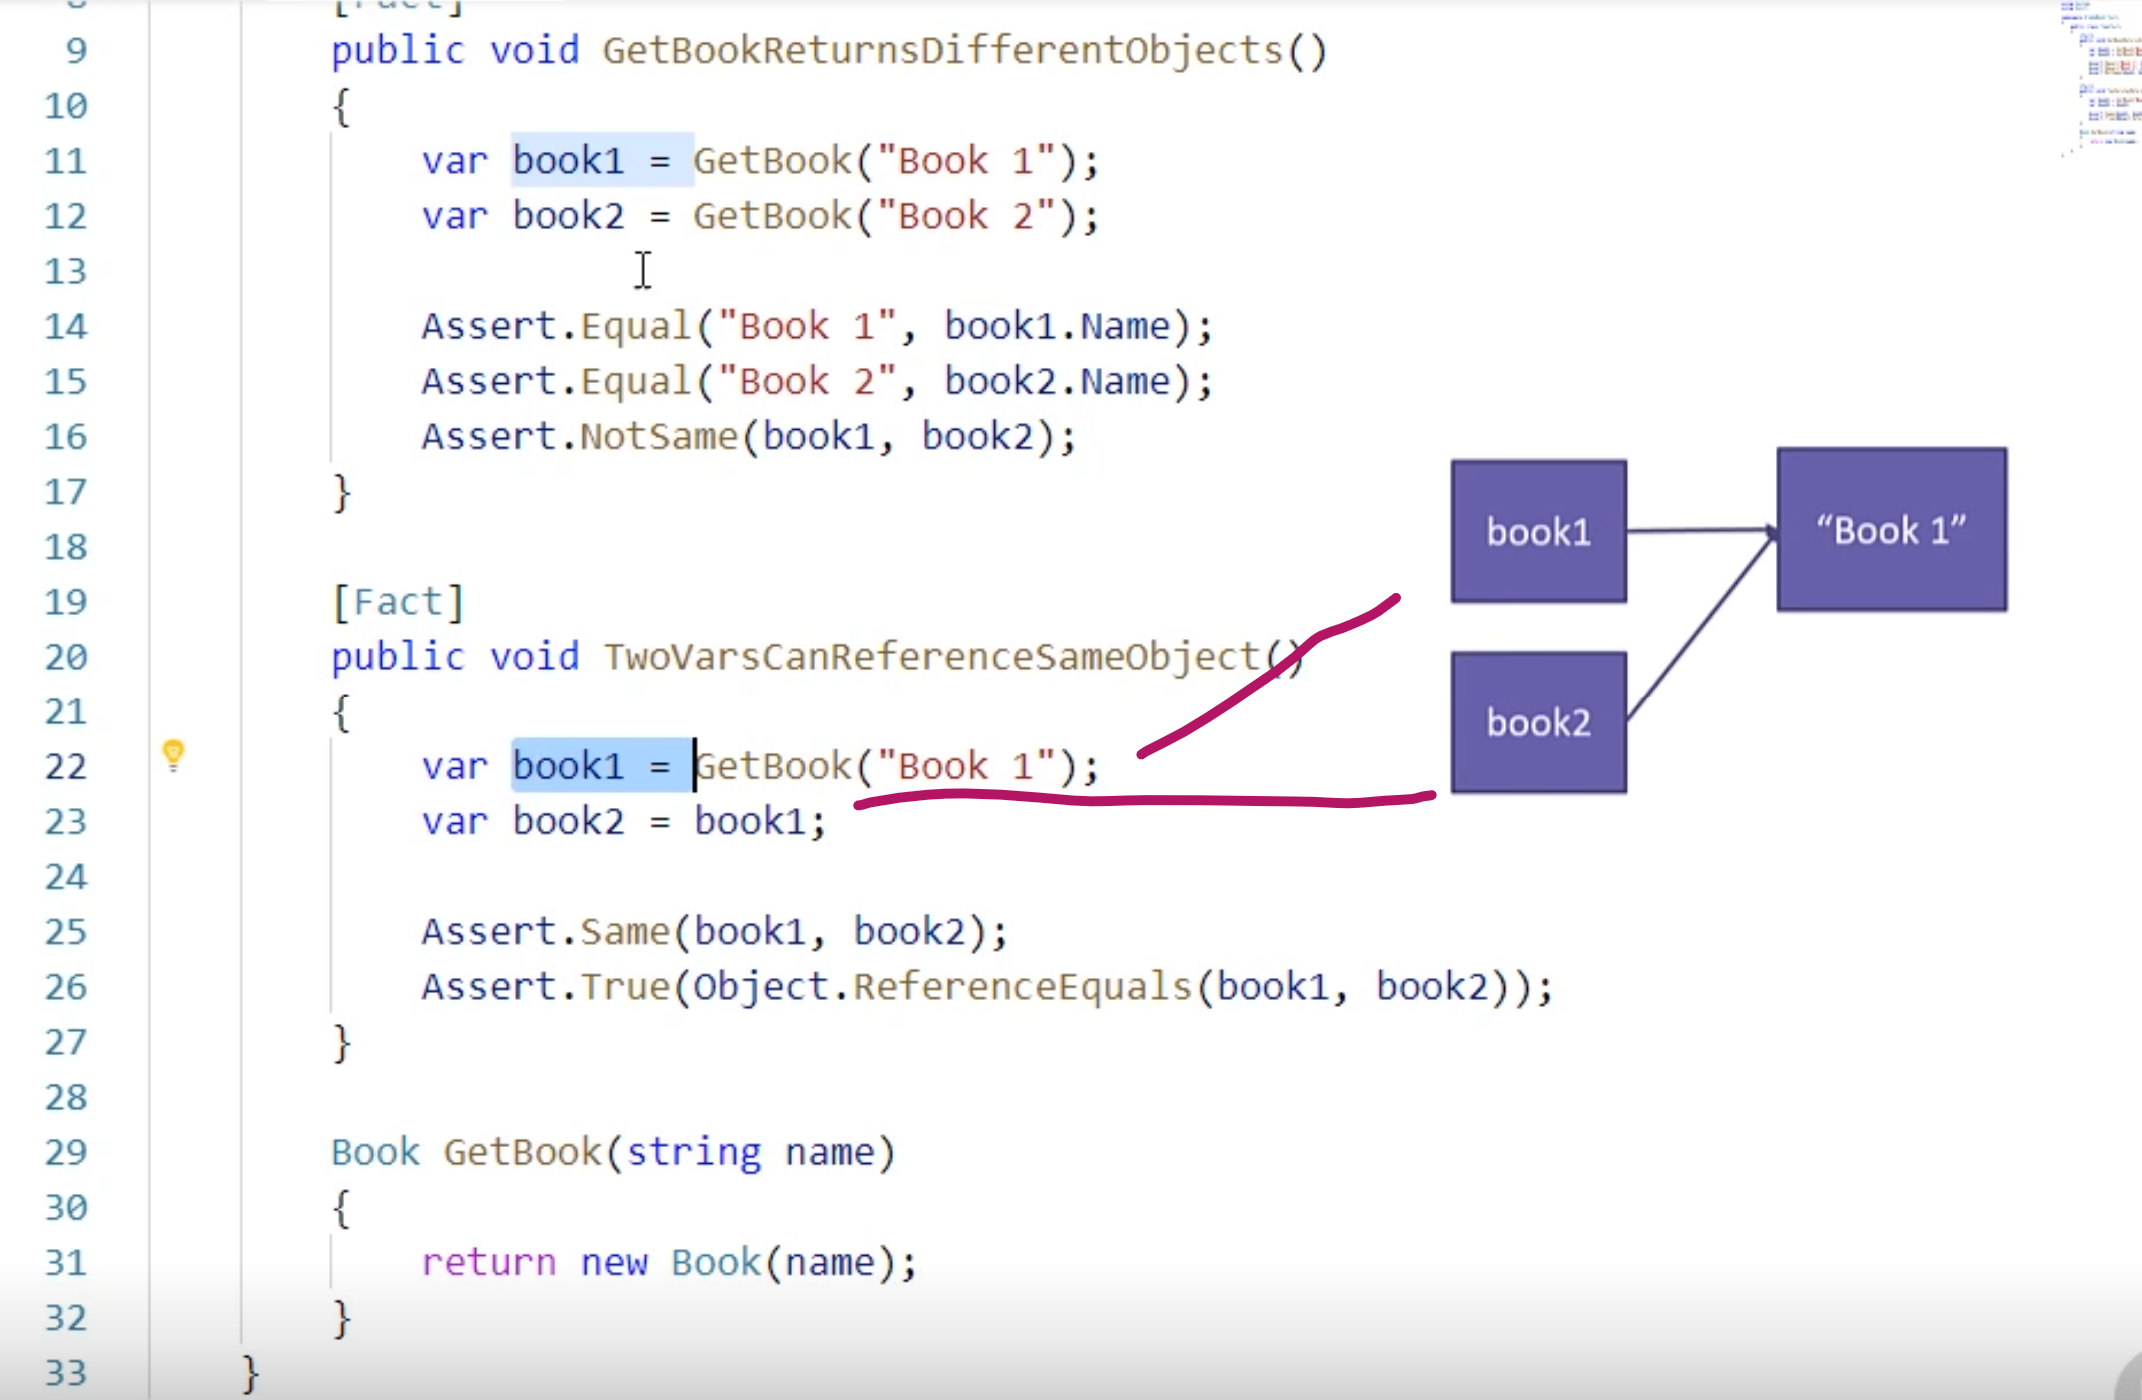 [Fact]
9 public void GetBookReturnsDifferentObjects()
10 {
11 var book1 = GetBook("Book 1");
12 var book2 = GetBook("Book 2");
13
14 Assert.Equal("Book 1", book1.Name);
15 Assert.Equal("Book 2", book2.Name);
16 Assert.NotSame(book1, book2);
17 }
18
19 [Fact]
20 public void TwoVarsCanReferenceSameObject()
21 {
22 var book1 = GetBook("Book 1");
23 var book2 = book1;
24
25 Assert.Same(book1, book2);
26 Assert.True(Object.ReferenceEquals(book1, book2));
27 }
28
29 Book GetBook(string name)
30 {
31 return new Book(name);
32 }
33 }
book1
“Book 1”
book2